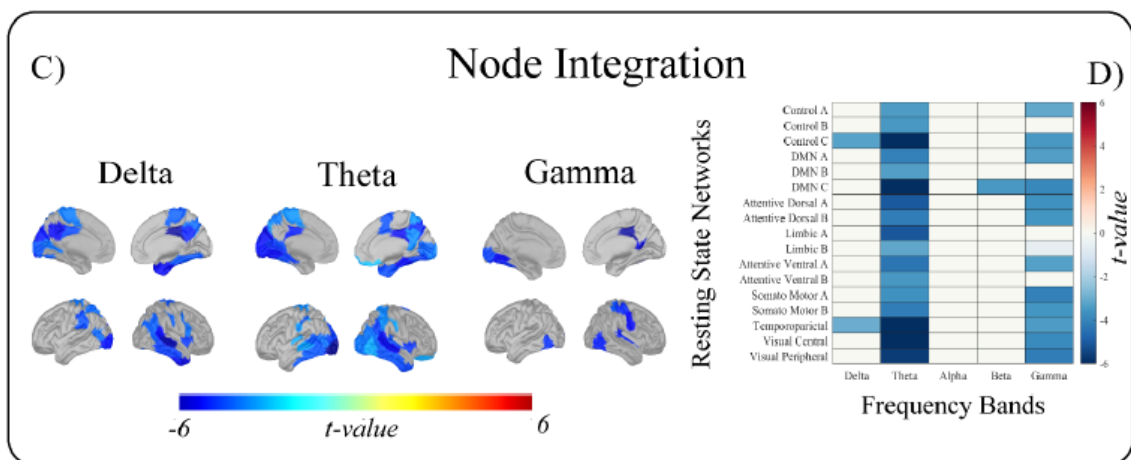 C)
Node Integration
D)
Delta
Theta
Gamma
-6
t-value
6
Resting State Networks
Control A
Control B
Control C
DMN A
DMN B
DMN C
Attentive Dorsal A
Attentive Dorsal B
Limbic A
Limbic B
Attentive Ventral A
Attentive Ventral B
Somato Motor A
Somato Motor B
Temporoparietal
Visual Central
Visual Peripheral
Delta Theta Alpha Beta Gamma
Frequency Bands
6
4
2
0
-2
-4
-6
t-value